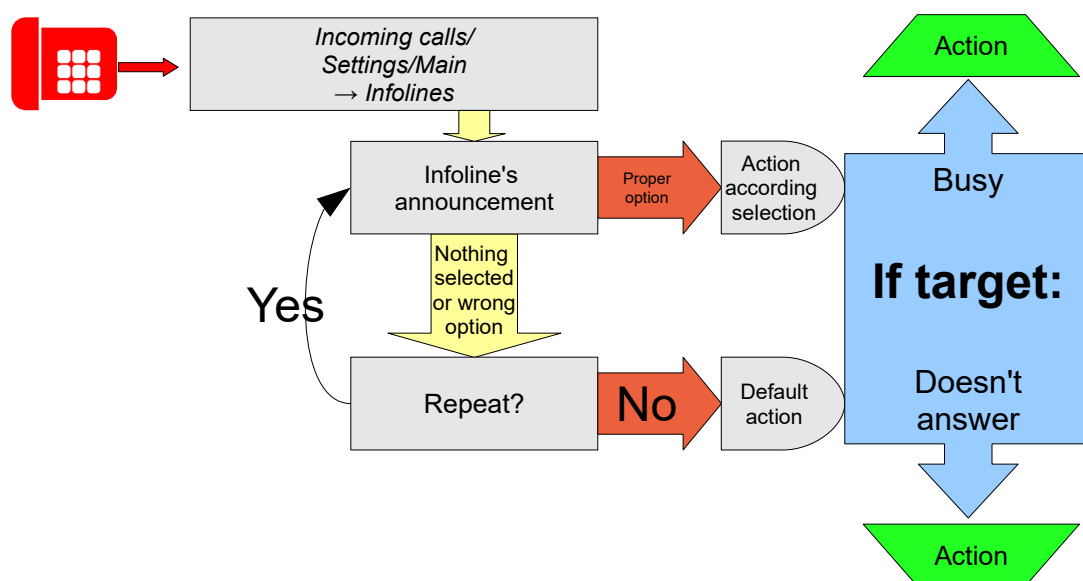 Incoming calls/
Settings/Main
→ Infolines
Action
Infoline's
announcement
Proper
option
Action
according
selection
Busy
Nothing
selected
or wrong
option
Yes
If target:
Repeat?
No
Default
action
Doesn't
answer
Action